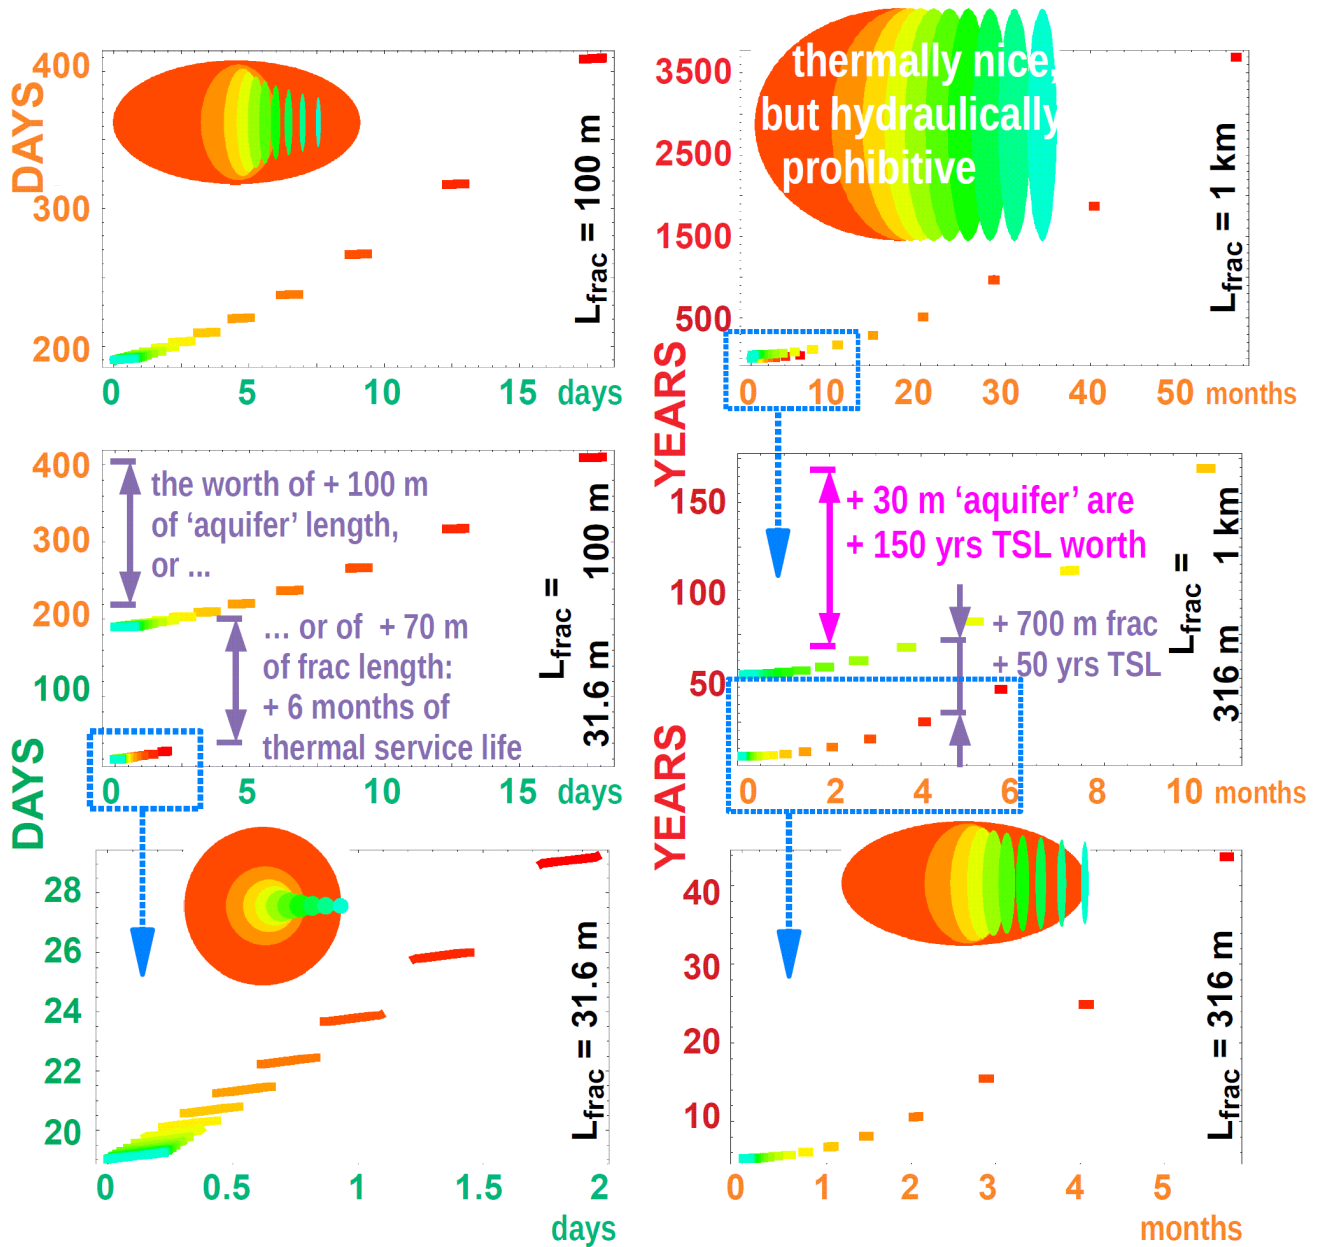 DAYS
400
300
200
0 5 10 15 days
Lfrac = 100 m
thermally nice,
but hydraulically
prohibitive
3500
2500
1500
500
0 10 20 30 40 50 months
Lfrac = 1 km
YEARS
400
300
200
100
DAYS
the worth of + 100 m
of ‘aquifer’ length,
or ...
... or of + 70 m
of frac length:
+ 6 months of
thermal service life
0 5 10 15 days
Lfrac =
31.6 m 100 m
150
100
50
YEARS
+ 30 m ‘aquifer’ are
+ 150 yrs TSL worth
+ 700 m frac
+ 50 yrs TSL
0 2 4 6 8 10 months
Lfrac =
316 m 1 km
28
26
24
22
20
0 0.5 1 1.5 2
days
Lfrac = 31.6 m
40
30
20
10
0 1 2 3 4 5
months
Lfrac = 316 m